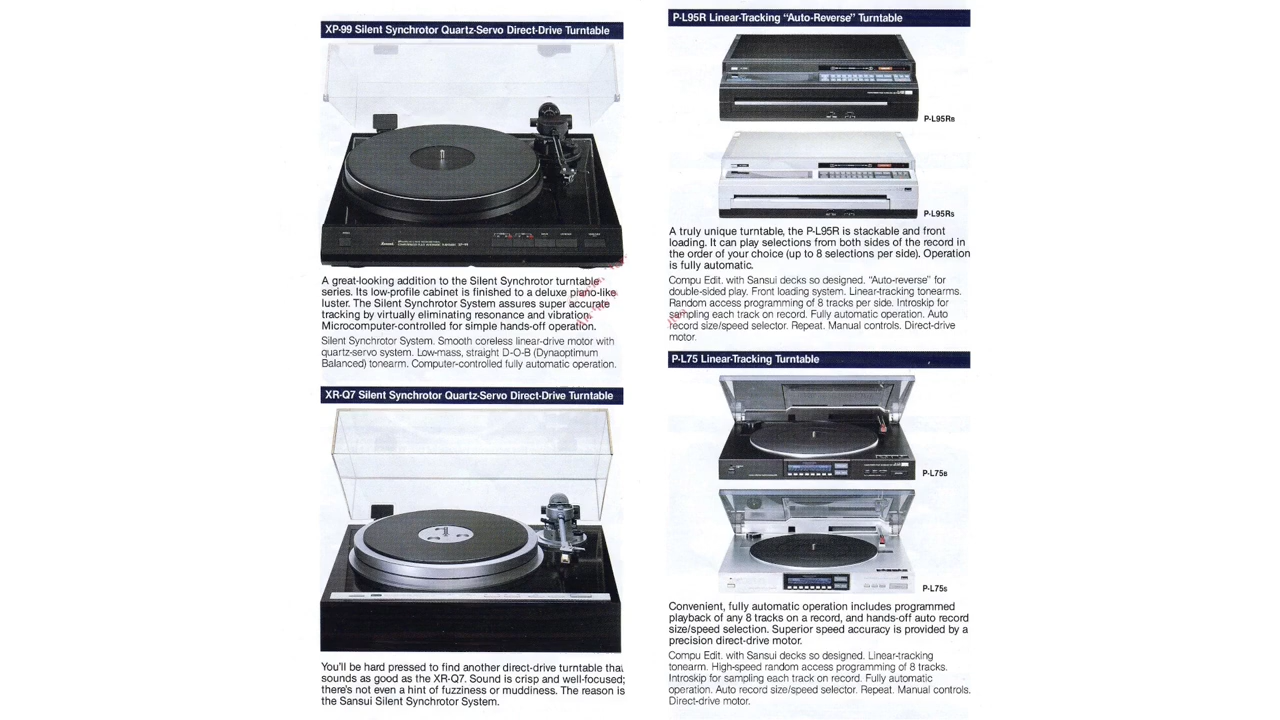 XP-99 Silent Synchrotor Quartz-Servo Direct-Drive Turntable
A great-looking addition to the Silent Synchrotor turntable
series. Its low-profile cabinet is finished to a deluxe piano-like
luster. The Silent Synchrotor System assures super accurate
tracking by virtually eliminating resonance and vibration.
Microcomputer-controlled for simple hands-off operation.
Silent Synchrotor System. Smooth coreless linear-drive motor with
quartz-servo system. Low-mass, straight D-O-B (Dynaoptimum
Balanced) tonearm. Computer-controlled fully automatic operation.
XR-Q7 Silent Synchrotor Quartz-Servo Direct-Drive Turntable
You'll be hard pressed to find another direct-drive turntable that
sounds as good as the XR-Q7. Sound is crisp and well-focused;
there's not even a hint of fuzziness or muddiness. The reason is
the Sansui Silent Synchrotor System.
P-L95R Linear-Tracking “Auto-Reverse” Turntable
P-L95RB
P-L95RS
A truly unique turntable, the P-L95R is stackable and front
loading. It can play selections from both sides of the record in
the order of your choice (up to 8 selections per side). Operation
is fully automatic.
Compu Edit. with Sansui decks so designed. “Auto-reverse” for
double-sided play. Front loading system. Linear-tracking tonearms.
Random access programming of 8 tracks per side. Introskip for
sampling each track on record. Fully automatic operation. Auto
record size/speed selector. Repeat. Manual controls. Direct-drive
motor.
P-L75 Linear-Tracking Turntable
P-L75B
P-L75S
Convenient, fully automatic operation includes programmed
playback of any 8 tracks on a record, and hands-off auto record
size/speed selection. Superior speed accuracy is provided by a
precision direct-drive motor.
Compu Edit. with Sansui decks so designed. Linear-tracking
tonearm. High-speed random access programming of 8 tracks.
Introskip for sampling each track on record. Fully automatic
operation. Auto record size/speed selector. Repeat. Manual controls.
Direct-drive motor.